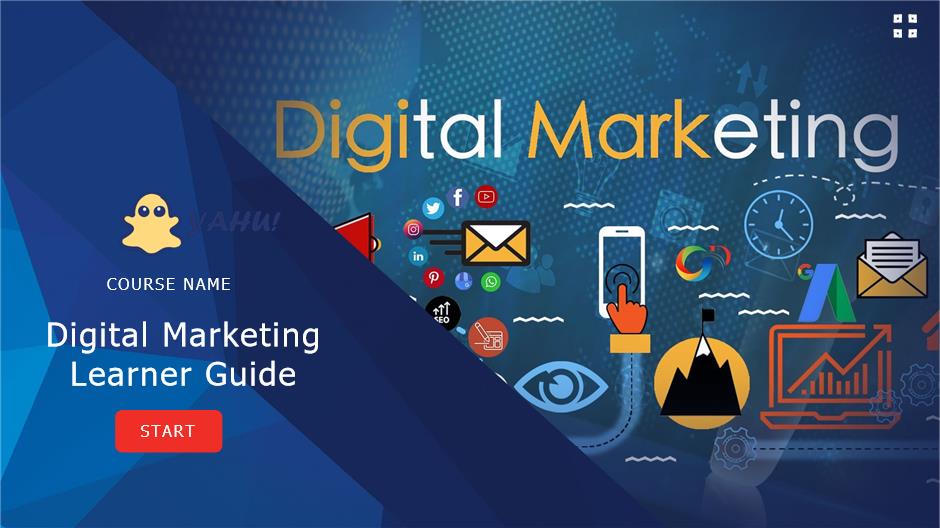 Digital Marketing
YAHU!
COURSE NAME
Digital Marketing
Learner Guide
START
SEO